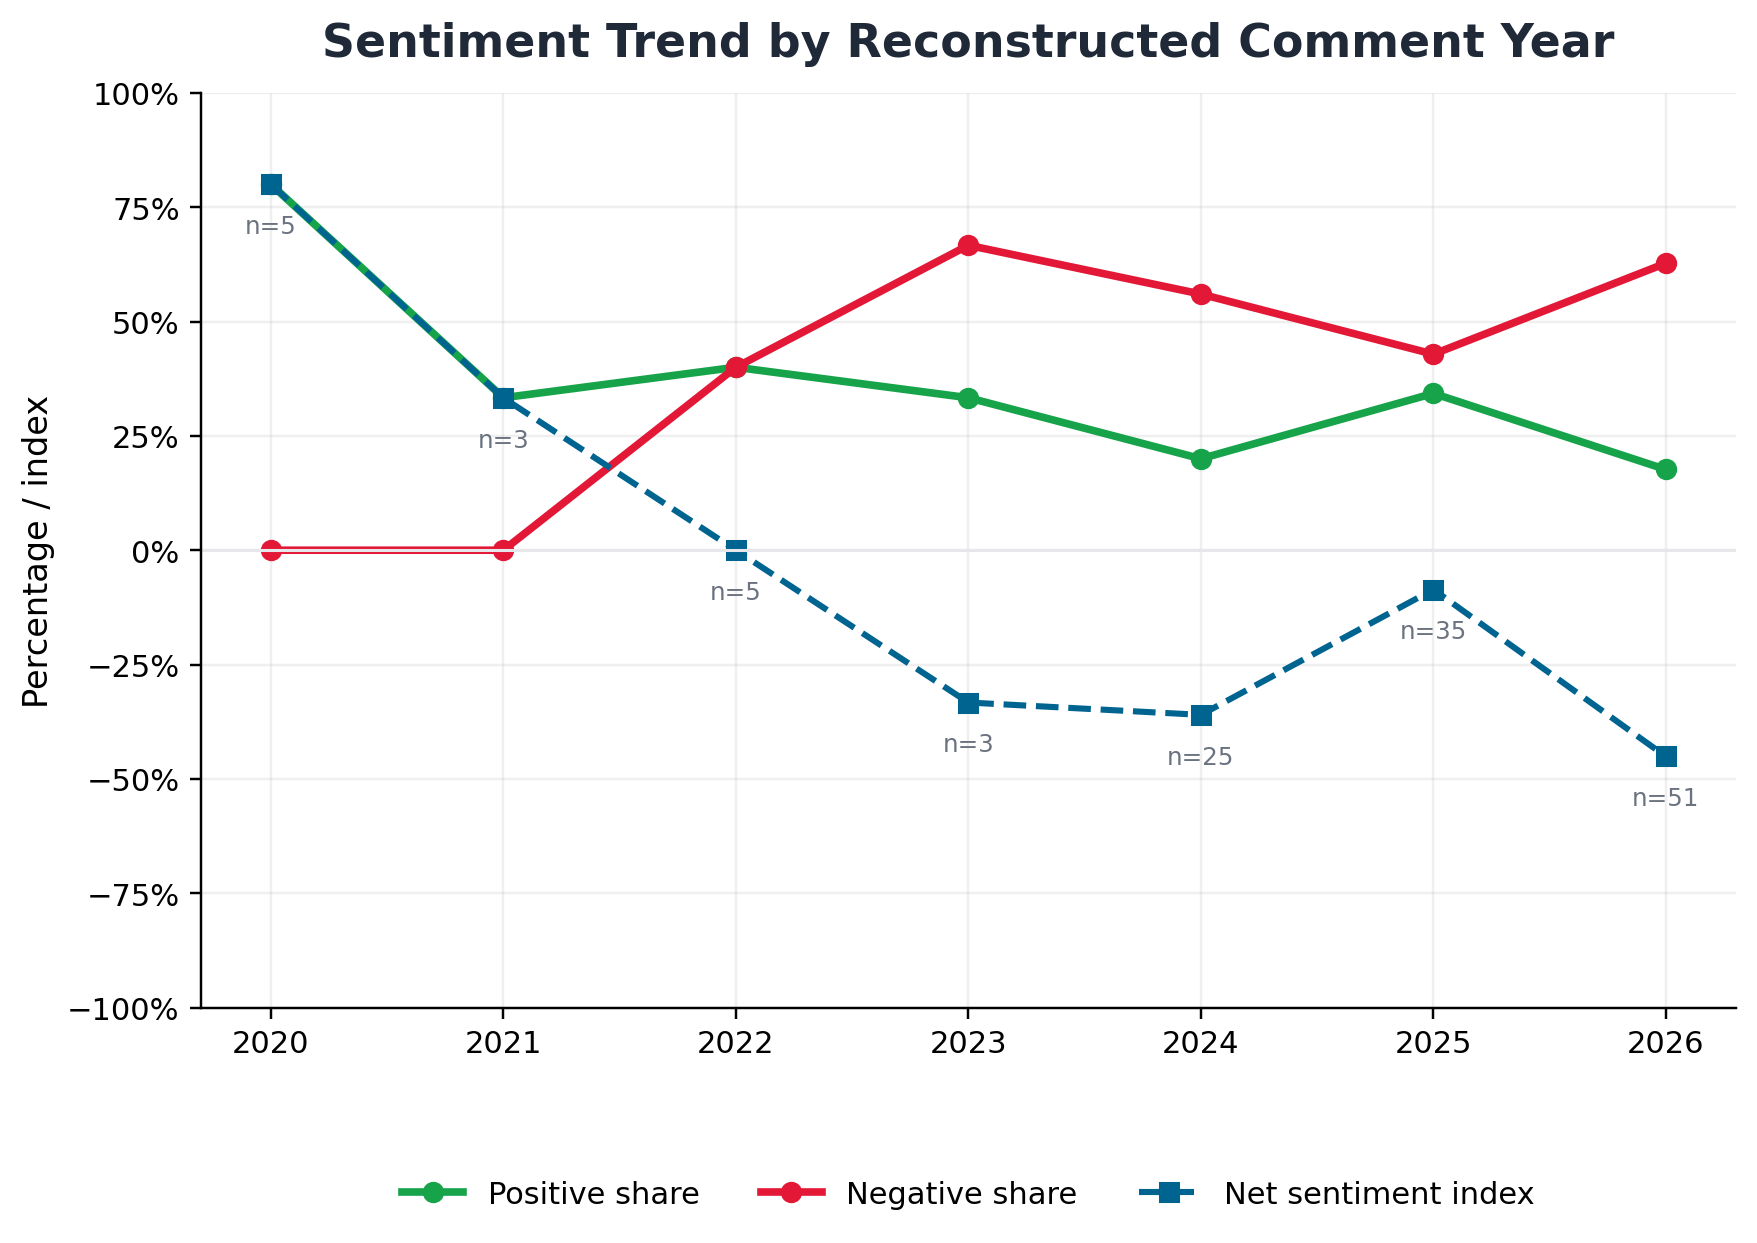 Sentiment Trend by Reconstructed Comment Year
Percentage / index
100%
75%
50%
25%
0%
−25%
−50%
−75%
−100%
n=5
n=3
n=5
n=3
n=25
n=35
n=51
2020 2021 2022 2023 2024 2025 2026
Positive share Negative share Net sentiment index